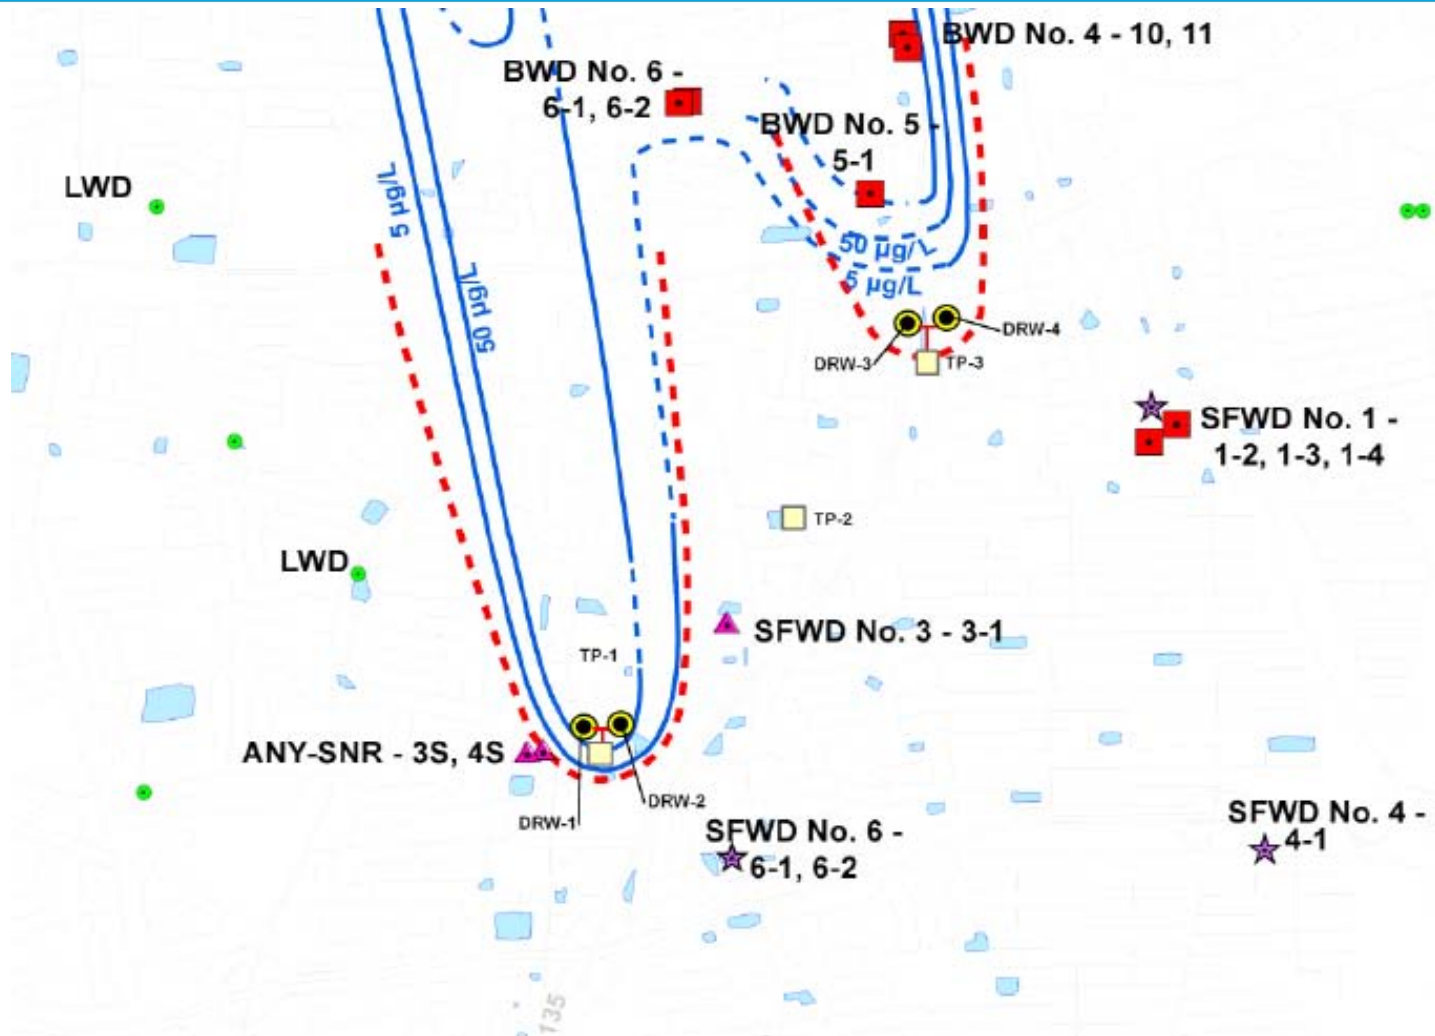 BWD No. 4 - 10, 11
BWD No. 6 -
6-1, 6-2
BWD No. 5 -
5-1
LWD
5 µg/L
50 µg/L
50 µg/L
5 µg/L
DRW-4
DRW-3
TP-3
SFWD No. 1 -
1-2, 1-3, 1-4
TP-2
LWD
SFWD No. 3 - 3-1
TP-1
ANY-SNR - 3S, 4S
DRW-2
DRW-1
SFWD No. 6 -
6-1, 6-2
SFWD No. 4 -
4-1
135